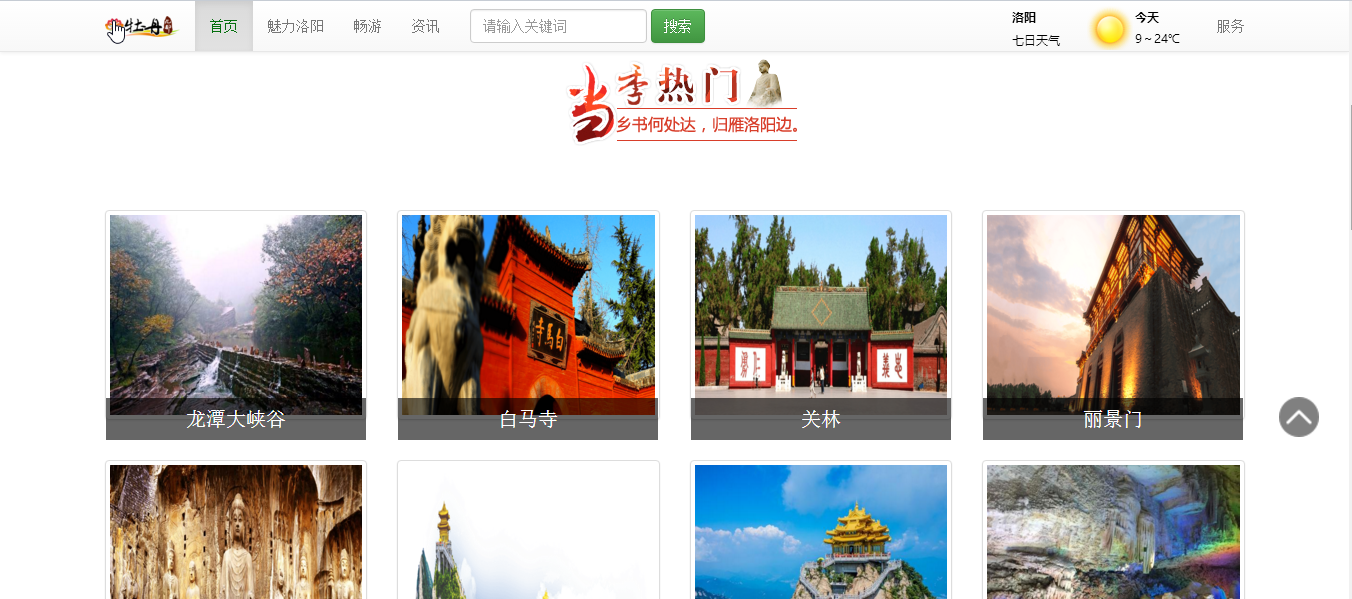 牡丹
首页
魅力洛阳
畅游
资讯
请输入关键词
搜索
洛阳
七日天气
今天
9 ~ 24℃
服务
当季热门
乡书何处达，归雁洛阳边。
寺馬白
龙潭大峡谷
白马寺
关林
丽景门